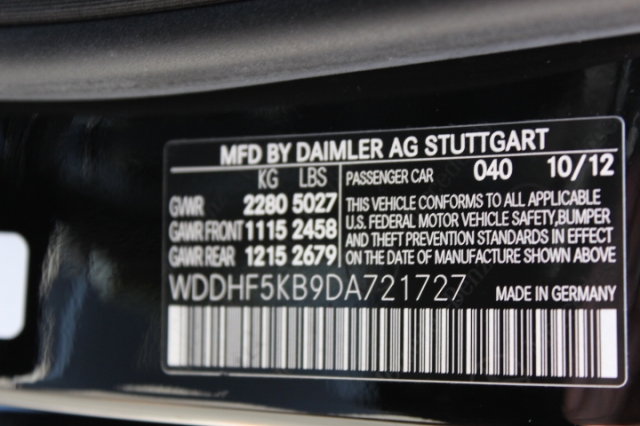 MFD BY DAIMLER AG STUTTGART
KG LBS
GVWR 2280 5027
GAWR FRONT 1115 2458
GAWR REAR 1215 2679
PASSENGER CAR 040 10/12
THIS VEHICLE CONFORMS TO ALL APPLICABLE
U.S. FEDERAL MOTOR VEHICLE SAFETY,BUMPER
AND THEFT PREVENTION STANDARDS IN EFFECT
ON THE DATE OF MANUFACTURE SHOWN ABOVE
WDDHF5KB9DA721727 MADE IN GERMANY